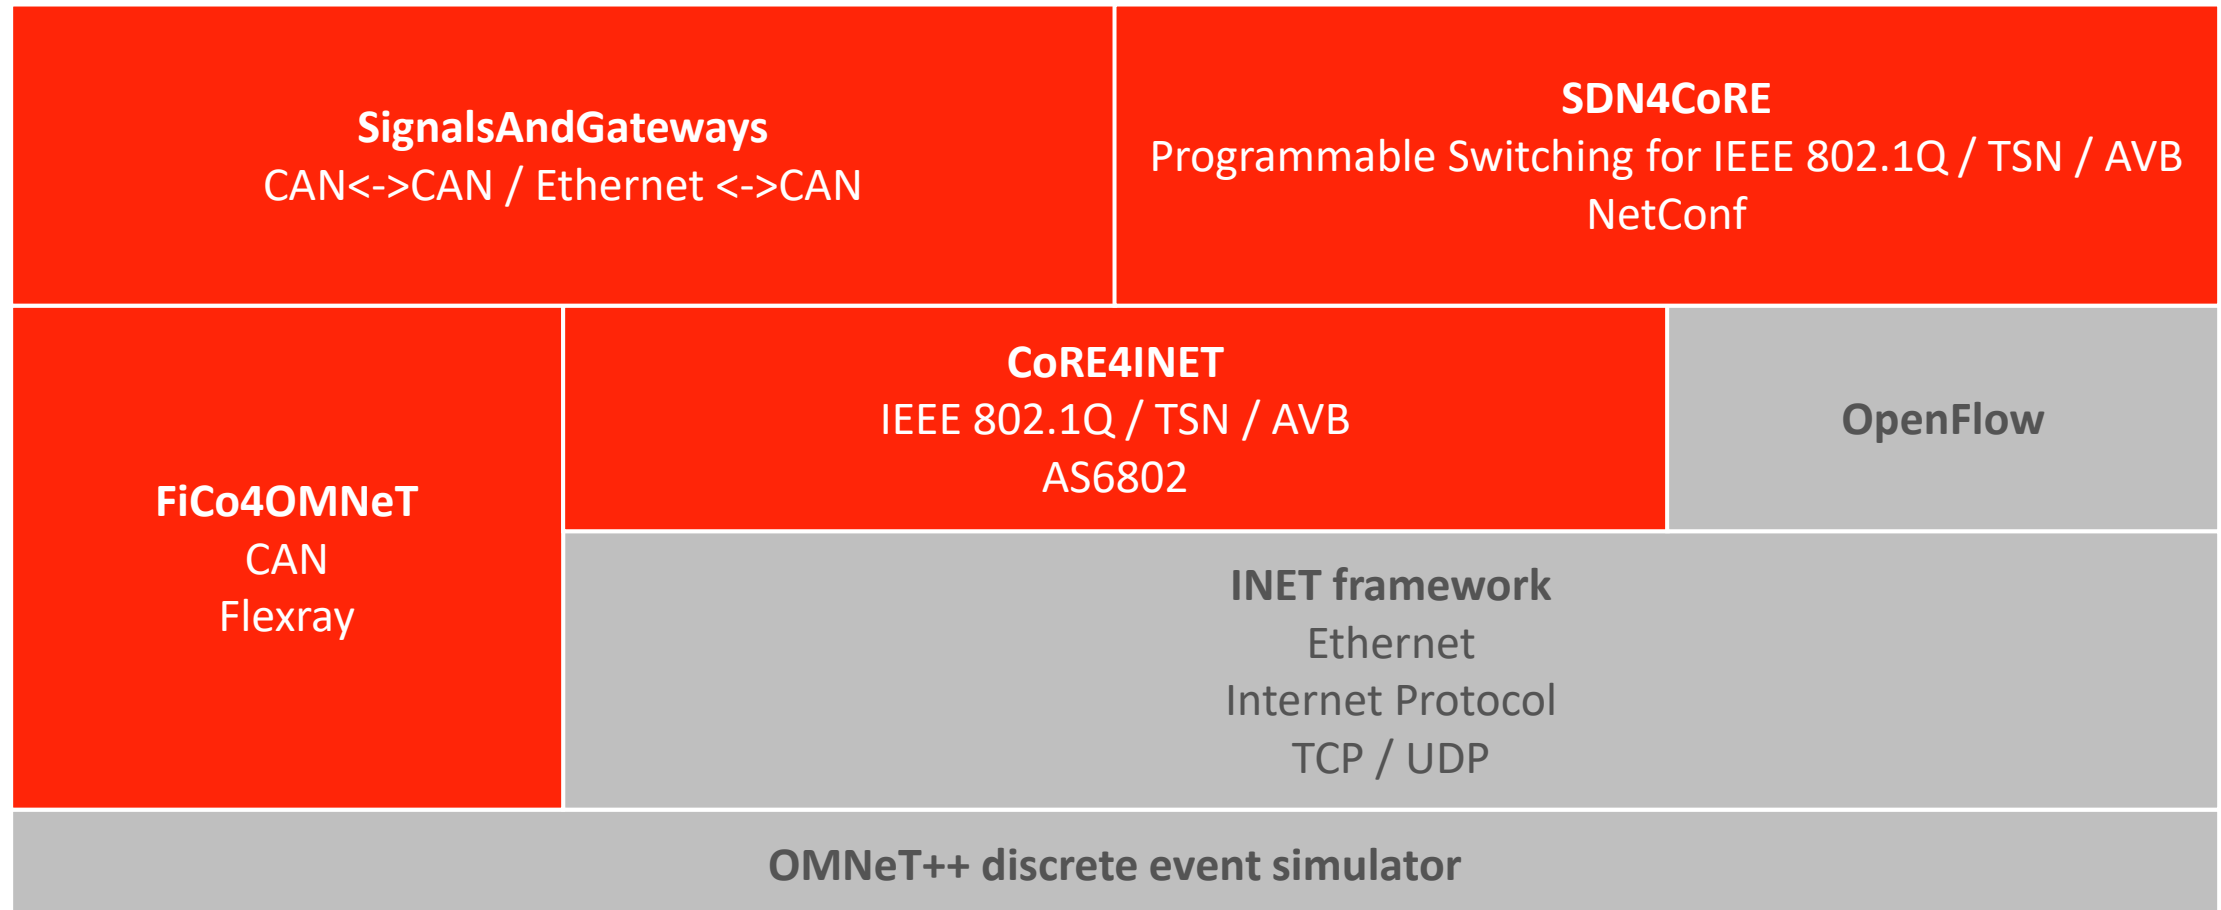 SignalsAndGateways
CAN<->CAN / Ethernet <->CAN
SDN4CoRE
Programmable Switching for IEEE 802.1Q / TSN / AVB
NetConf
FiCo4OMNeT
CAN
Flexray
CoRE4INET
IEEE 802.1Q / TSN / AVB
AS6802
OpenFlow
INET framework
Ethernet
Internet Protocol
TCP / UDP
OMNeT++ discrete event simulator